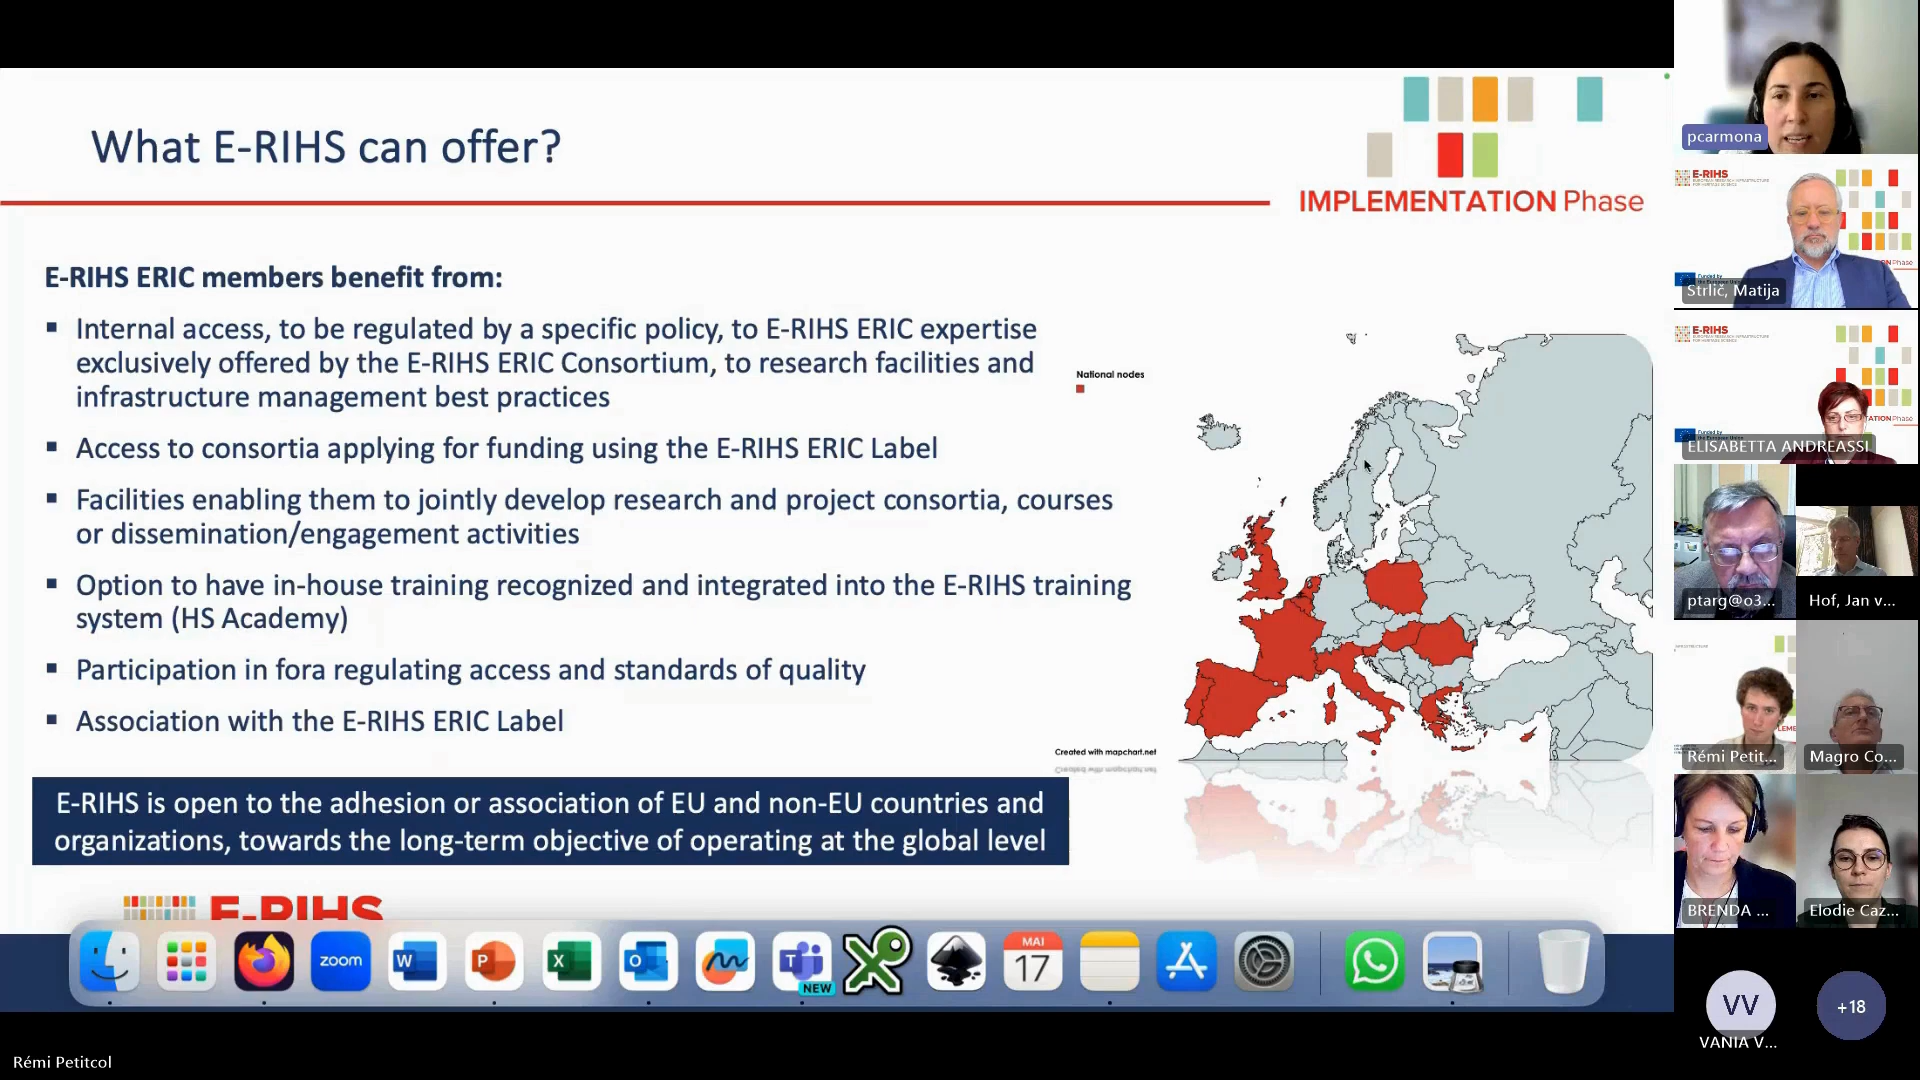 What E-RIHS can offer?
IMPLEMENTATION Phase
E-RIHS ERIC members benefit from:
▪ Internal access, to be regulated by a specific policy, to E-RIHS ERIC expertise
exclusively offered by the E-RIHS ERIC Consortium, to research facilities and
infrastructure management best practices
▪ Access to consortia applying for funding using the E-RIHS ERIC Label
▪ Facilities enabling them to jointly develop research and project consortia, courses
or dissemination/engagement activities
▪ Option to have in-house training recognized and integrated into the E-RIHS training
system (HS Academy)
▪ Participation in fora regulating access and standards of quality
▪ Association with the E-RIHS ERIC Label
National nodes
Created with mapchart.net
E-RIHS is open to the adhesion or association of EU and non-EU countries and
organizations, towards the long-term objective of operating at the global level
E-RIHS
zoom
W
P
X
O
T
NEW
MAI
17
Rémi Petitcol
pcarmona
E-RIHS
Strlič, Matija
E-RIHS
ELISABETTA ANDREASSI
ptarg@o3...
Hof, Jan v...
Rémi Petit...
Magro Co...
BRENDA ...
Elodie Caz...
VV
VANIA V...
+18